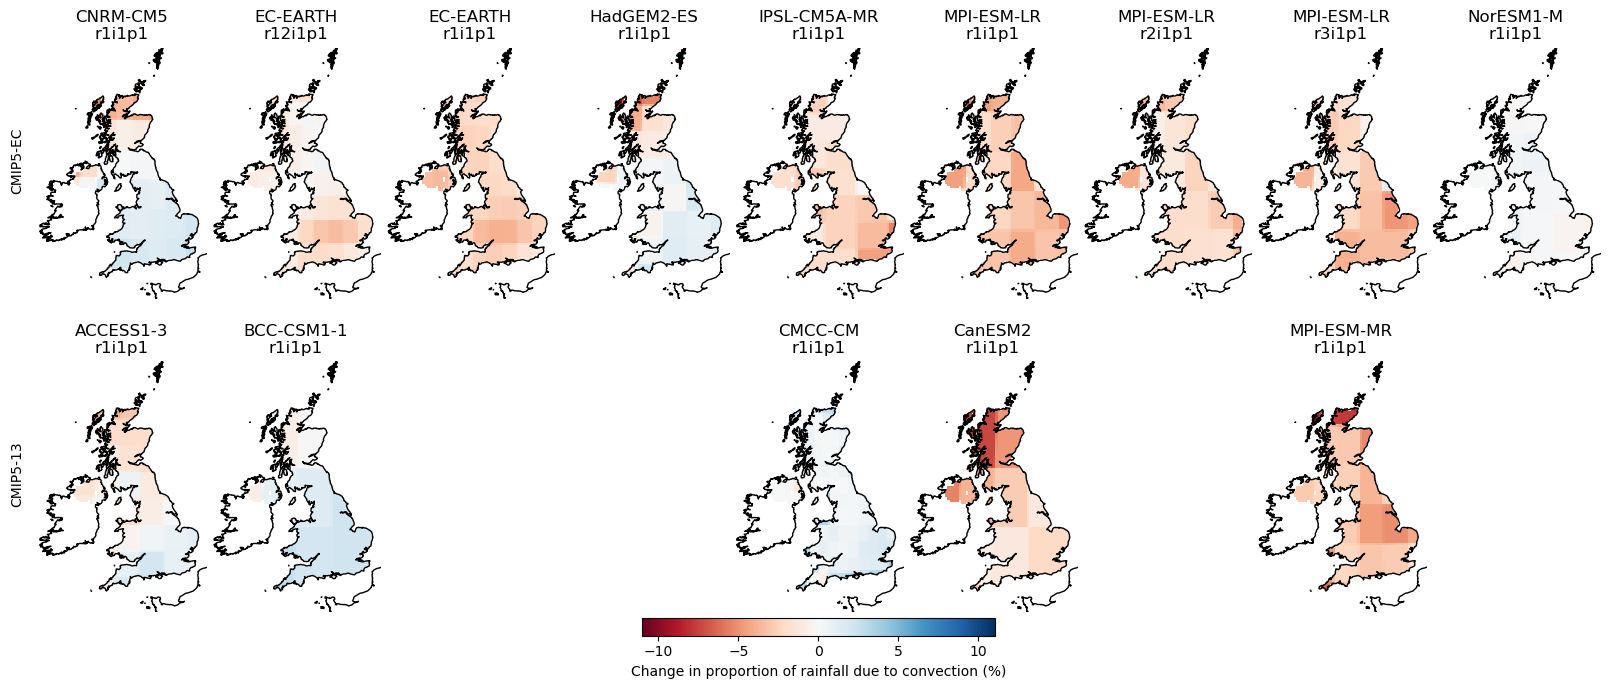 CNRM-CM5
r1i1p1
EC-EARTH
r12i1p1
EC-EARTH
r1i1p1
HadGEM2-ES
r1i1p1
IPSL-CM5A-MR
r1i1p1
MPI-ESM-LR
r1i1p1
MPI-ESM-LR
r2i1p1
MPI-ESM-LR
r3i1p1
NorESM1-M
r1i1p1
CMIP5-EC
ACCESS1-3
r1i1p1
BCC-CSM1-1
r1i1p1
CMCC-CM
r1i1p1
CanESM2
r1i1p1
MPI-ESM-MR
r1i1p1
CMIP5-13
−10 −5 0 5 10
Change in proportion of rainfall due to convection (%)